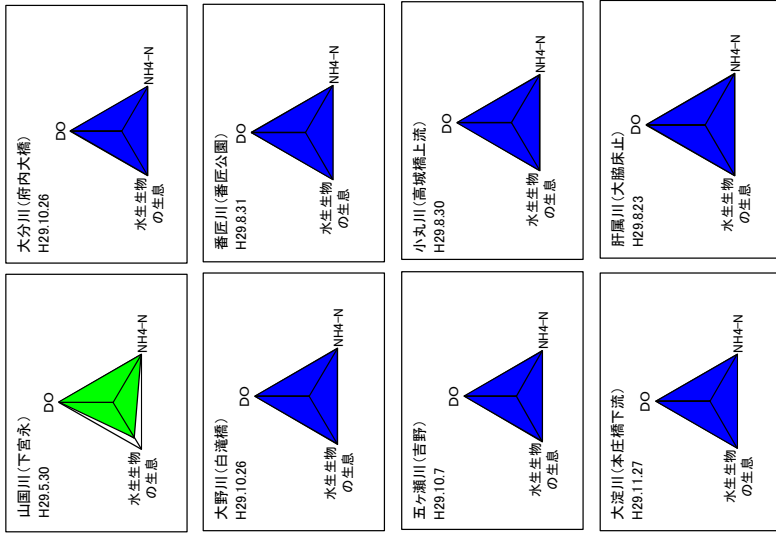 山国川(下宮永)
H29.5.30
DO
水生生物
の生息
NH4-N
大分川(府内大橋)
H29.10.26
DO
水生生物
の生息
NH4-N
大野川(白滝橋)
H29.10.26
DO
水生生物
の生息
NH4-N
番匠川(番匠公園)
H29.8.31
DO
水生生物
の生息
NH4-N
五ヶ瀬川(吉野)
H29.10.7
DO
水生生物
の生息
NH4-N
小丸川(高城橋上流)
H29.8.30
DO
水生生物
の生息
NH4-N
大淀川(本庄橋下流)
H29.11.27
DO
水生生物
の生息
NH4-N
肝属川(大脇床止)
H29.8.23
DO
水生生物
の生息
NH4-N